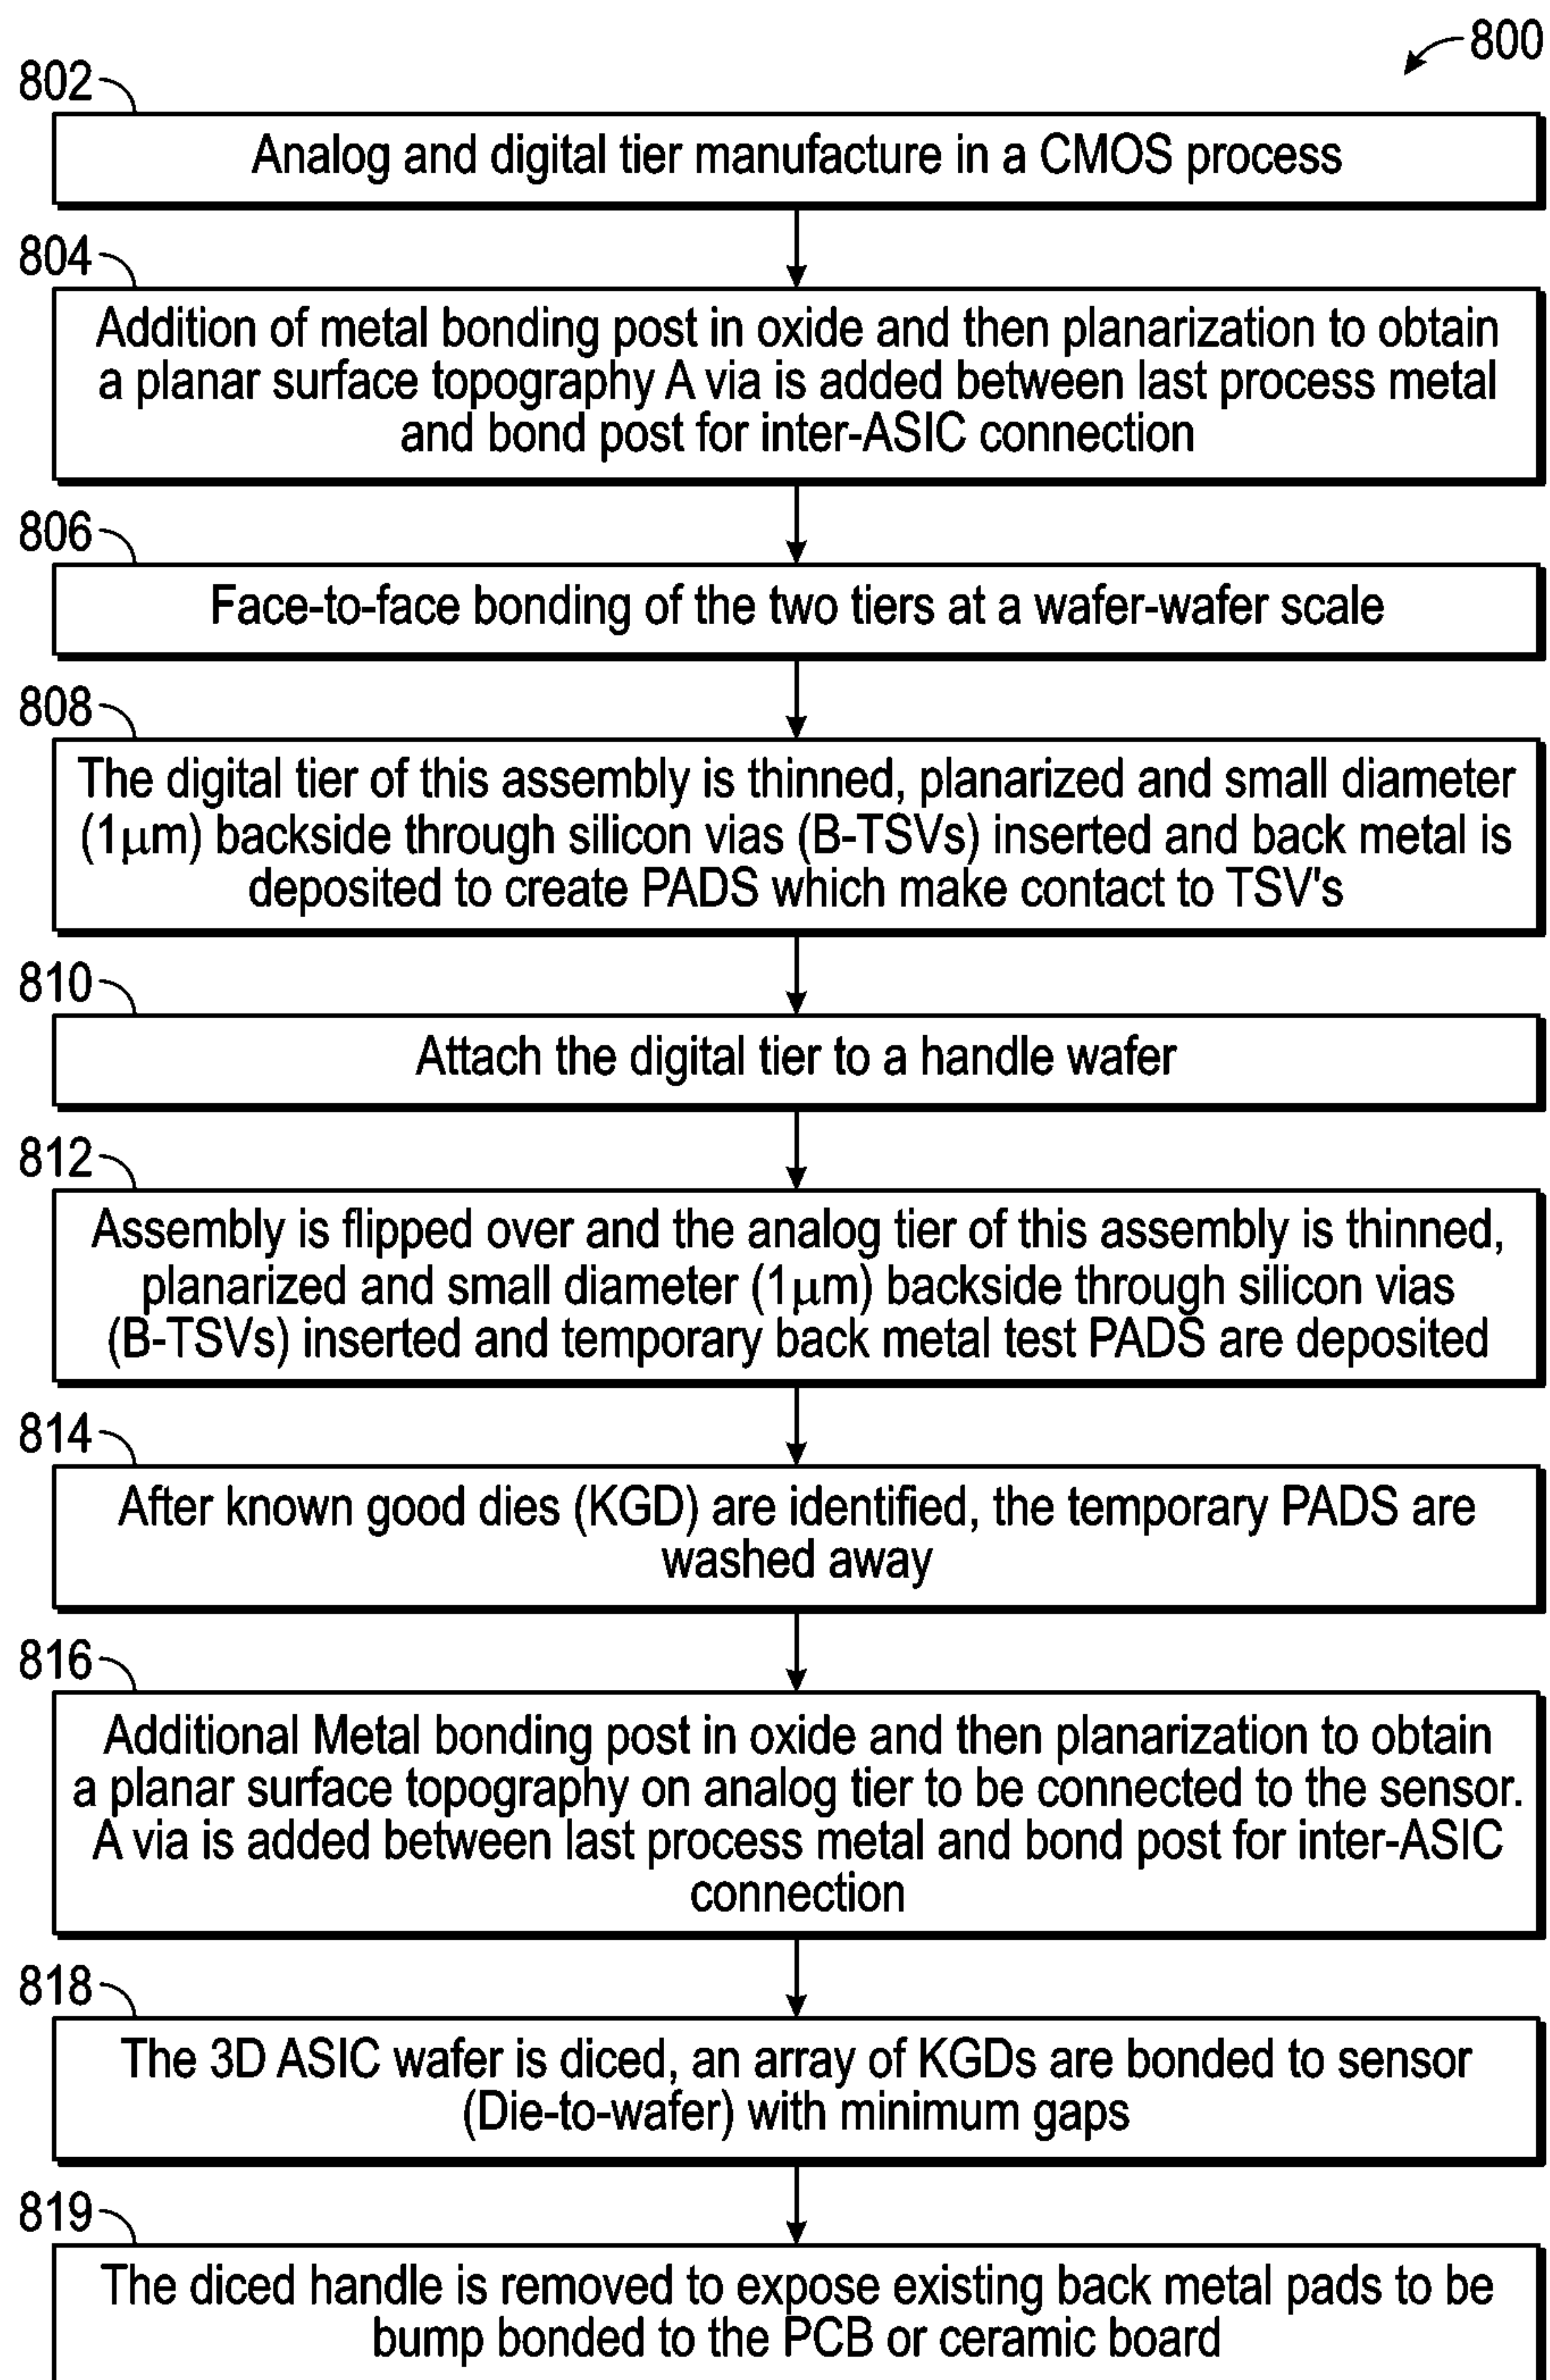 800
802
Analog and digital tier manufacture in a CMOS process
804
Addition of metal bonding post in oxide and then planarization to obtain
a planar surface topography A via is added between last process metal
and bond post for inter-ASIC connection
806
Face-to-face bonding of the two tiers at a wafer-wafer scale
808
The digital tier of this assembly is thinned, planarized and small diameter
(1μm) backside through silicon vias (B-TSVs) inserted and back metal is
deposited to create PADS which make contact to TSV's
810
Attach the digital tier to a handle wafer
812
Assembly is flipped over and the analog tier of this assembly is thinned,
planarized and small diameter (1μm) backside through silicon vias
(B-TSVs) inserted and temporary back metal test PADS are deposited
814
After known good dies (KGD) are identified, the temporary PADS are
washed away
816
Additional Metal bonding post in oxide and then planarization to obtain
a planar surface topography on analog tier to be connected to the sensor.
A via is added between last process metal and bond post for inter-ASIC
connection
818
The 3D ASIC wafer is diced, an array of KGDs are bonded to sensor
(Die-to-wafer) with minimum gaps
819
The diced handle is removed to expose existing back metal pads to be
bump bonded to the PCB or ceramic board